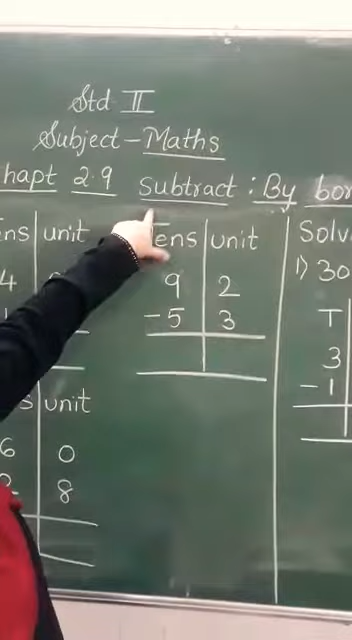 Std II
Subject - Maths
hapt 2.9 Subtract : By bor
ens unit
4
Tens unit
9 2
- 5 3
s unit
6 0
8
Solv
1) 30
T
3
- 1